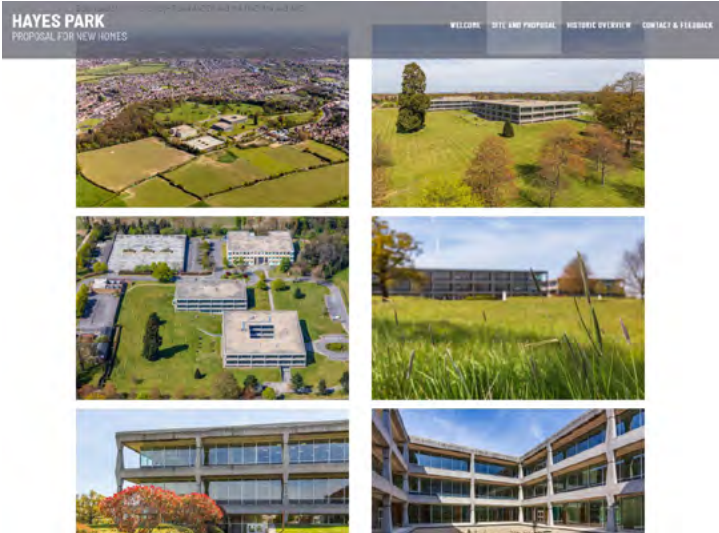 HAYES PARK
PROPOSAL FOR NEW HOMES
WELCOME SITE AND PROPOSAL HISTORIC OVERVIEW CONTACT & FEEDBACK